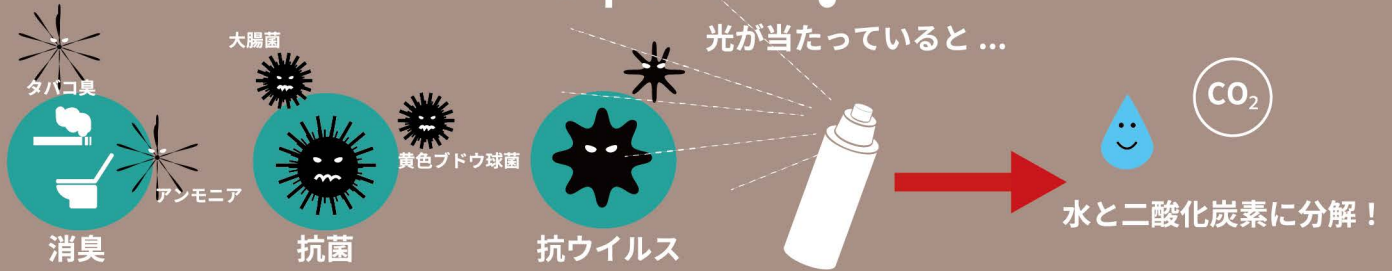 光が当たっていると...
大腸菌
タバコ臭
黄色ブドウ球菌
アンモニア
CO₂
消臭
抗菌
抗ウイルス
水と二酸化炭素に分解！